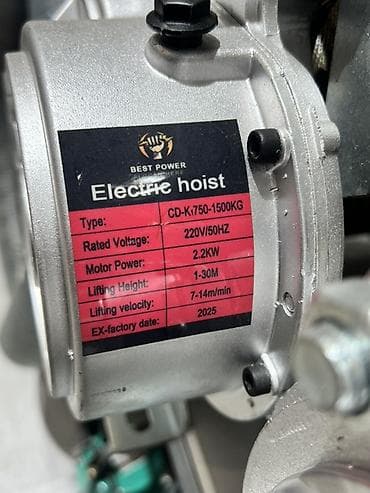 BEST POWER
Electric hoist
Type: CD-K1750-1500KG
Rated Voltage: 220V/50HZ
Motor Power: 2.2KW
Lifting Height: 1-30M
Lifting velocity: 7-14m/min
EX-factory date: 2025